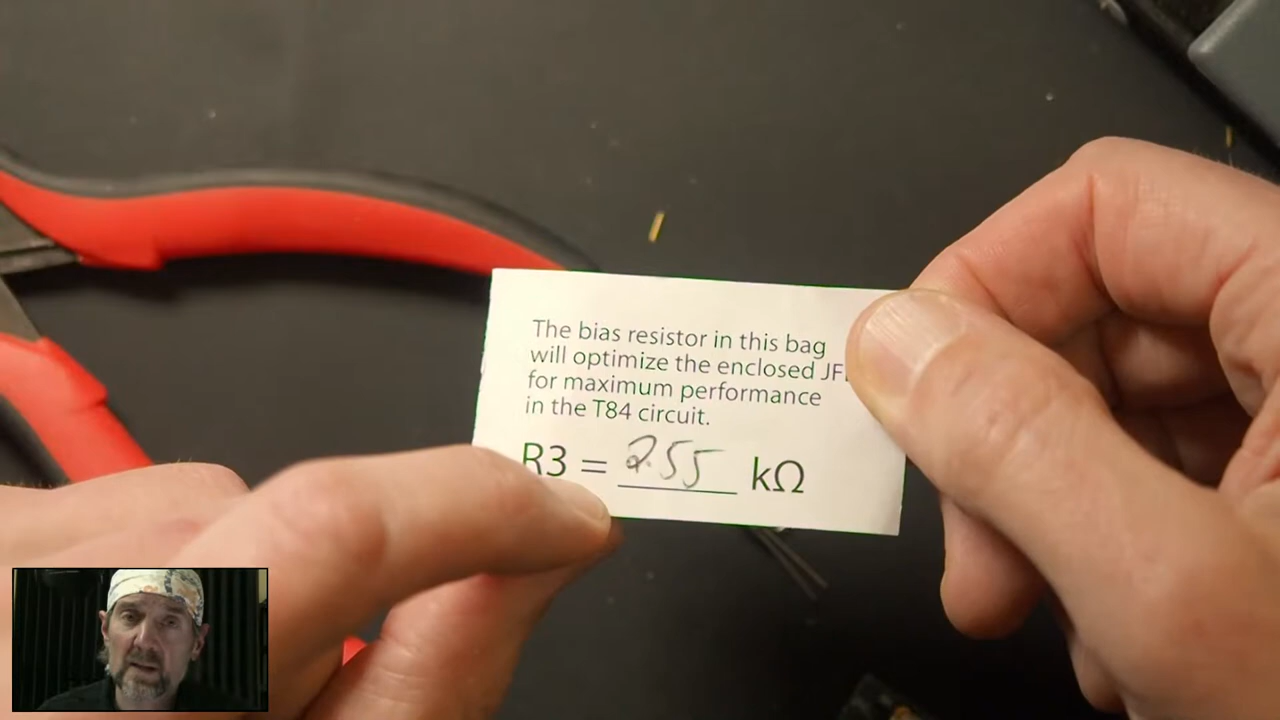 The bias resistor in this bag
will optimize the enclosed
for maximum performance
in the T84 circuit.
R3 = 2.55 kΩ